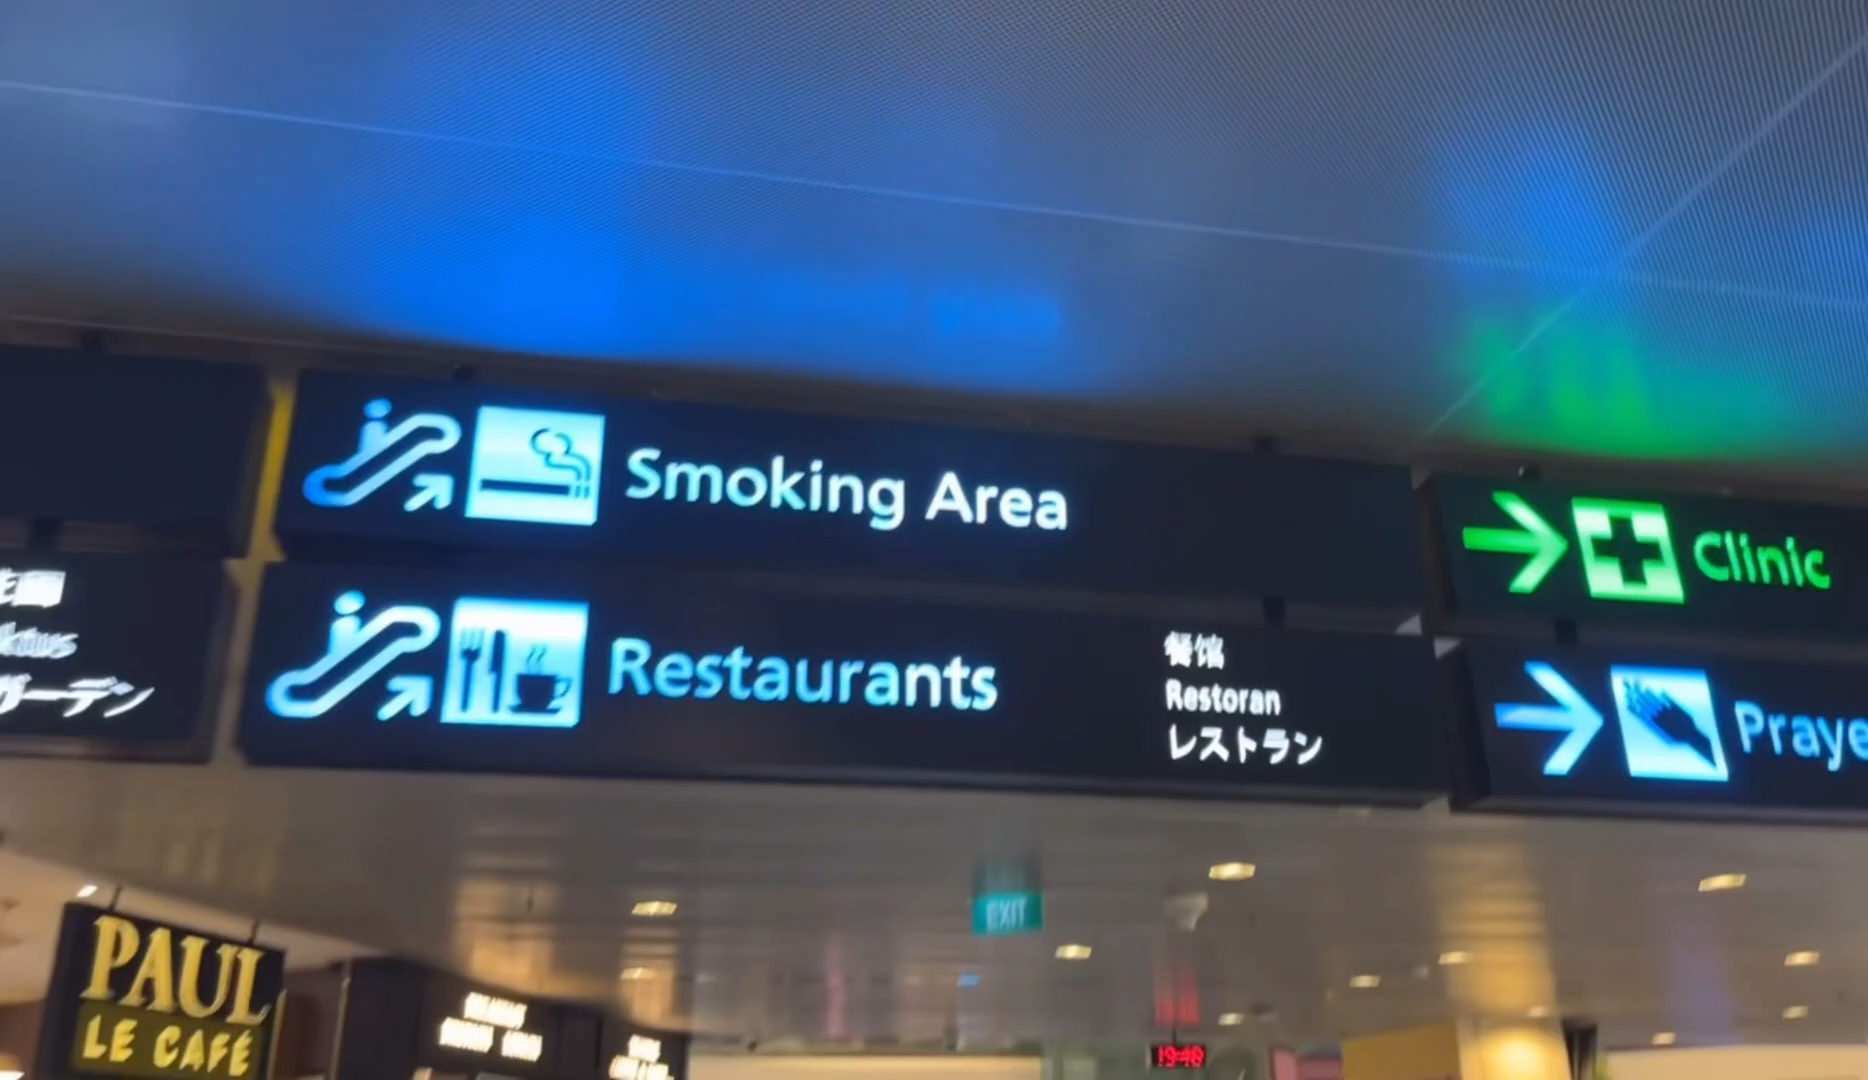 Smoking Area
Clinic
Restaurants
餐馆
Restoran
レストラン
ガーデン
EXIT
PAUL
LE CAFÉ